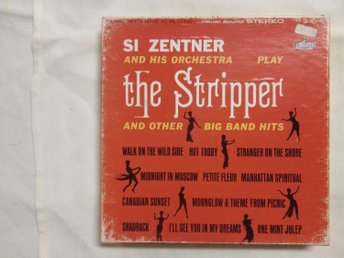 ...visual sound STEREO
SI ZENTNER
AND HIS ORCHESTRA PLAY
the Stripper
AND OTHER BIG BAND HITS
WALK ON THE WILD SIDE HOT TODDY STRANGER ON THE SHORE
MIDNIGHT IN MOSCOW PETITE FLEUR MANHATTAN SPIRITUAL
CANADIAN SUNSET MOONGLOW & THEME FROM PICNIC
SHADRACK I'LL SEE YOU IN MY DREAMS ONE MINT JULEP